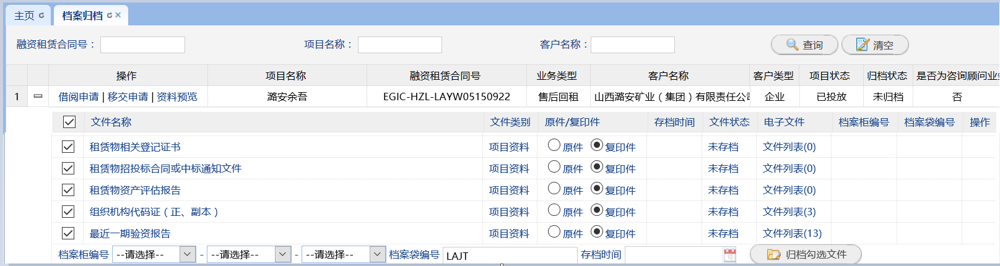 主页 档案归档
融资租赁合同号： 项目名称： 客户名称： 查询 清空
操作 项目名称 融资租赁合同号 业务类型 客户名称 客户类型 项目状态 归档状态 是否为咨询顾问业
1 借阅申请 | 移交申请 | 资料预览 潞安余吾 EGIC-HZL-LAYW05150922 售后回租 山西潞安矿业（集团）有限责任公 企业 已投放 未归档 否
文件名称 文件类别 原件/复印件 存档时间 文件状态 电子文件 档案柜编号 档案袋编号 操作
租赁物相关登记证书 项目资料 原件 复印件 未存档 文件列表(0)
租赁物招投标合同或中标通知文件 项目资料 原件 复印件 未存档 文件列表(0)
租赁物资产评估报告 项目资料 原件 复印件 未存档 文件列表(0)
组织机构代码证（正、副本） 项目资料 原件 复印件 未存档 文件列表(3)
最近一期验资报告 项目资料 原件 复印件 未存档 文件列表(13)
档案柜编号 --请选择-- - --请选择-- - --请选择-- 档案袋编号 LAJT 存档时间 归档勾选文件